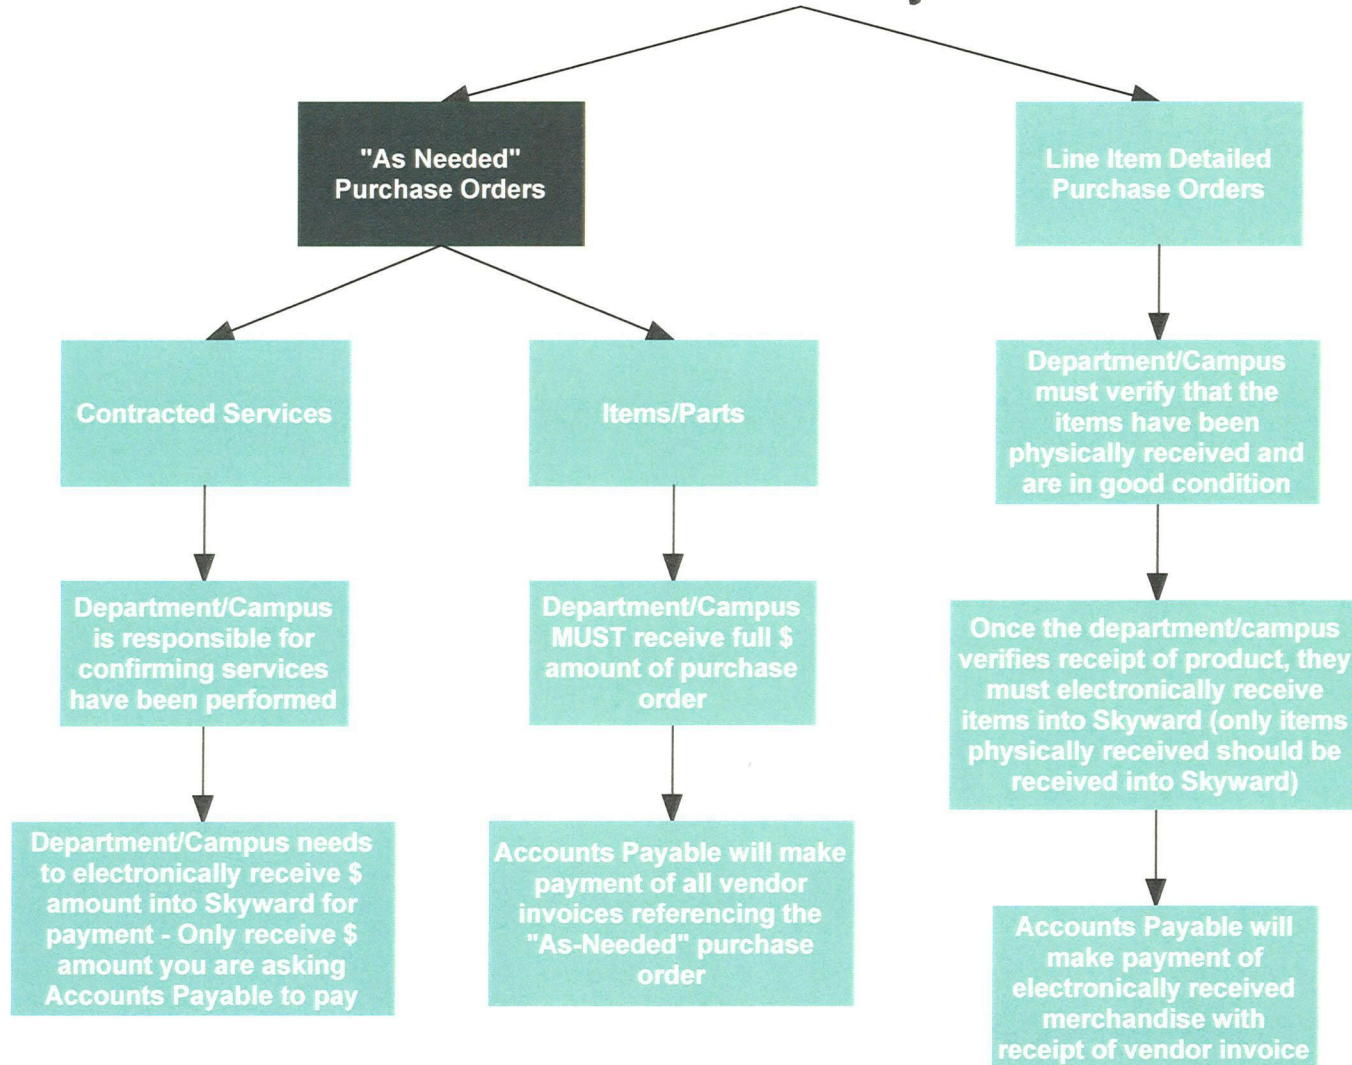 "As Needed"
Purchase Orders
Line Item Detailed
Purchase Orders
Contracted Services
Items/Parts
Department/Campus
must verify that the
items have been
physically received and
are in good condition
Department/Campus
is responsible for
confirming services
have been performed
Department/Campus
MUST receive full $
amount of purchase
order
Once the department/campus
verifies receipt of product, they
must electronically receive
items into Skyward (only items
physically received should be
received into Skyward)
Department/Campus needs
to electronically receive $
amount into Skyward for
payment - Only receive $
amount you are asking
Accounts Payable to pay
Accounts Payable will make
payment of all vendor
invoices referencing the
"As-Needed" purchase
order
Accounts Payable will
make payment of
electronically received
merchandise with
receipt of vendor invoice